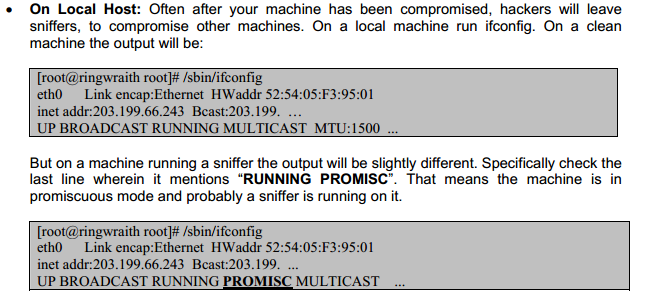 • On Local Host: Often after your machine has been compromised, hackers will leave
sniffers, to compromise other machines. On a local machine run ifconfig. On a clean
machine the output will be:
[root@ringwraith root]# /sbin/ifconfig
eth0 Link encap:Ethernet HWaddr 52:54:05:F3:95:01
inet addr:203.199.66.243 Bcast:203.199. …
UP BROADCAST RUNNING MULTICAST MTU:1500 ...
But on a machine running a sniffer the output will be slightly different. Specifically check the
last line wherein it mentions “RUNNING PROMISC”. That means the machine is in
promiscuous mode and probably a sniffer is running on it.
[root@ringwraith root]# /sbin/ifconfig
eth0 Link encap:Ethernet HWaddr 52:54:05:F3:95:01
inet addr:203.199.66.243 Bcast:203.199. ...
UP BROADCAST RUNNING PROMISC MULTICAST ...